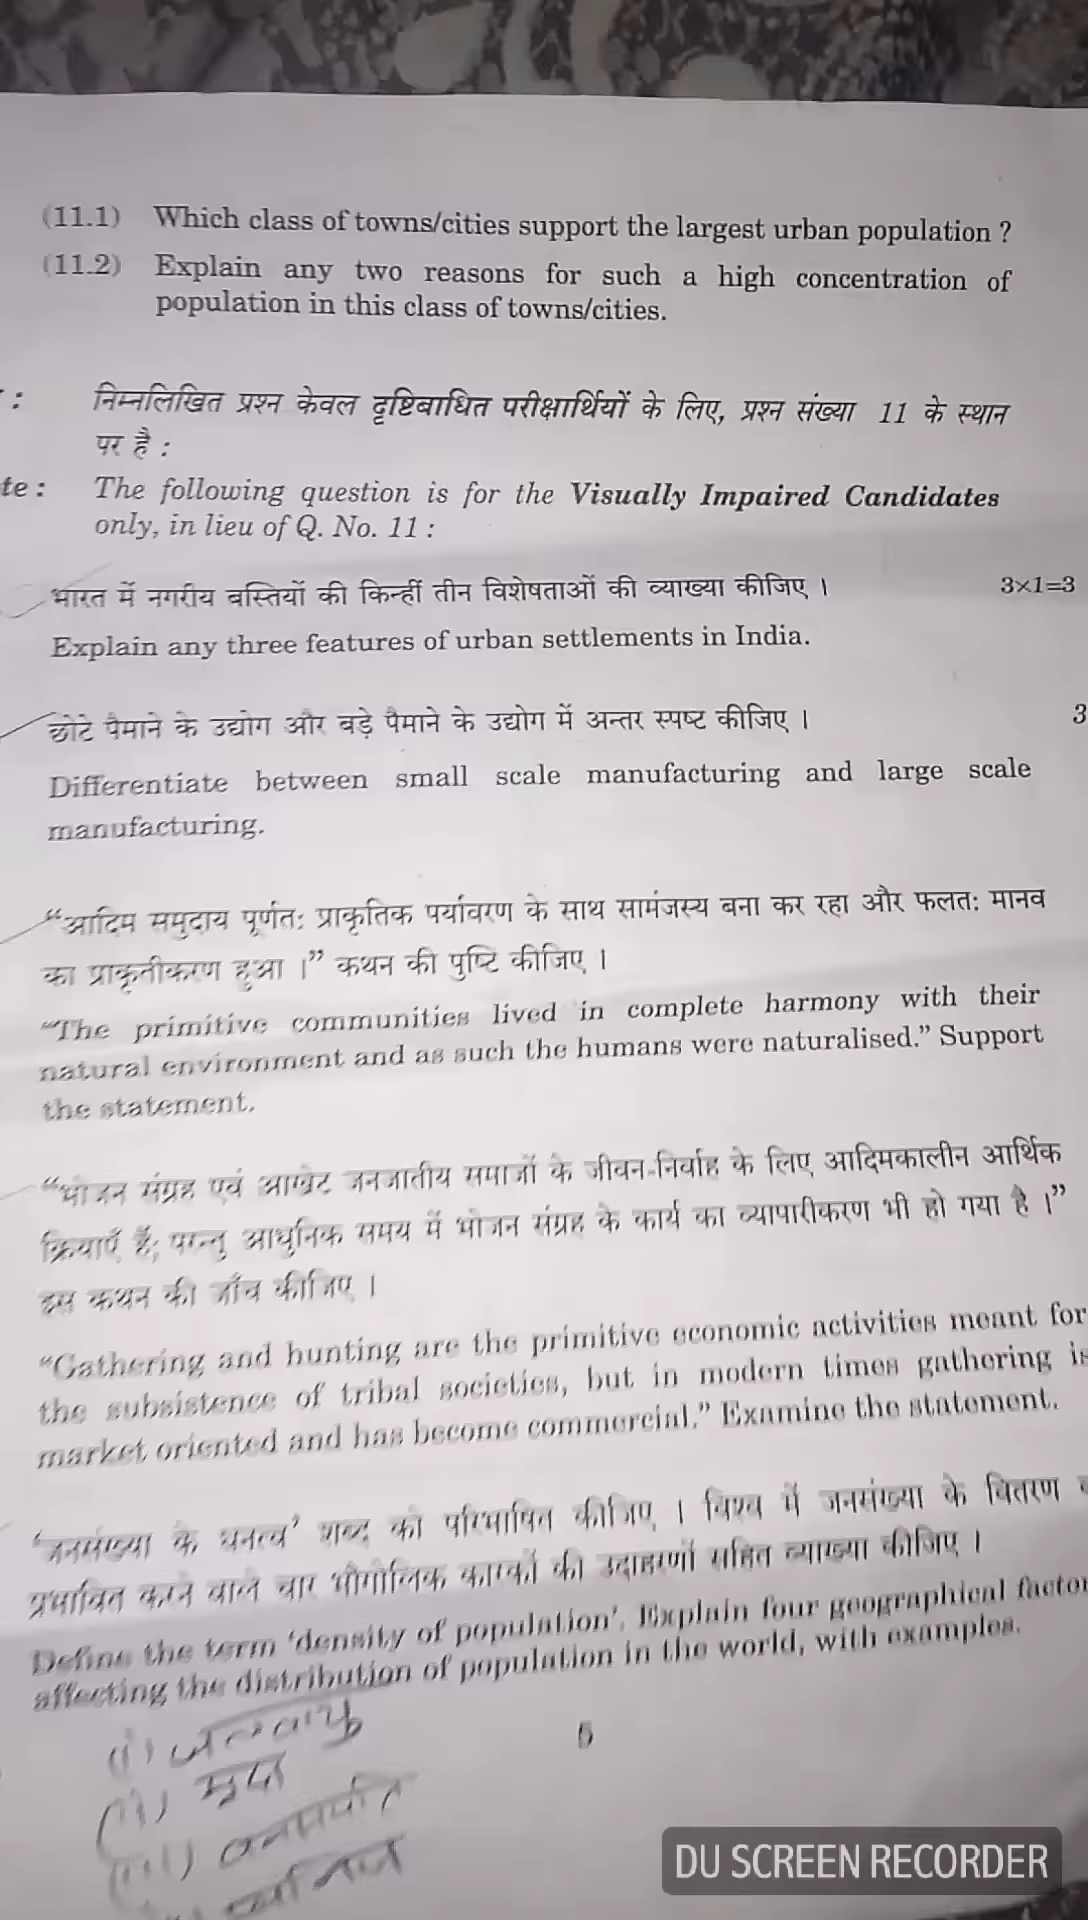 (11.1) Which class of towns/cities support the largest urban population ?
(11.2) Explain any two reasons for such a high concentration of
population in this class of towns/cities.
:
निम्नलिखित प्रश्न केवल दृष्टिबाधित परीक्षार्थियों के लिए, प्रश्न संख्या 11 के स्थान
पर है :
te : The following question is for the Visually Impaired Candidates
only, in lieu of Q. No. 11 :
भारत में नगरीय बस्तियों की किन्हीं तीन विशेषताओं की व्याख्या कीजिए । 3×1=3
Explain any three features of urban settlements in India.
छोटे पैमाने के उद्योग और बड़े पैमाने के उद्योग में अन्तर स्पष्ट कीजिए । 3
Differentiate between small scale manufacturing and large scale
manufacturing.
“आदिम समुदाय पूर्णतः प्राकृतिक पर्यावरण के साथ सामंजस्य बना कर रहा और फलतः मानव
का प्राकृतीकरण हुआ ।” कथन की पुष्टि कीजिए ।
“The primitive communities lived in complete harmony with their
natural environment and as such the humans were naturalised.” Support
the statement.
“भोजन संग्रह एवं आखेट जनजातीय समाजों के जीवन-निर्वाह के लिए आदिमकालीन आर्थिक
क्रियाएँ हैं; परन्तु आधुनिक समय में भोजन संग्रह के कार्य का व्यापारीकरण भी हो गया है ।”
इस कथन की जाँच कीजिए ।
“Gathering and hunting are the primitive economic activities meant for
the subsistence of tribal societies, but in modern times gathering is
market oriented and has become commercial.” Examine the statement.
‘जनसंख्या के घनत्व’ शब्द को परिभाषित कीजिए । विश्व में जनसंख्या के वितरण
प्रभावित करने वाले चार भौगोलिक कारकों की उदाहरणों सहित व्याख्या कीजिए ।
Define the term ‘density of population’. Explain four geographical factor
affecting the distribution of population in the world, with examples.
(i) जलवायु
(ii) मृदा
(iii)
5
DU SCREEN RECORDER